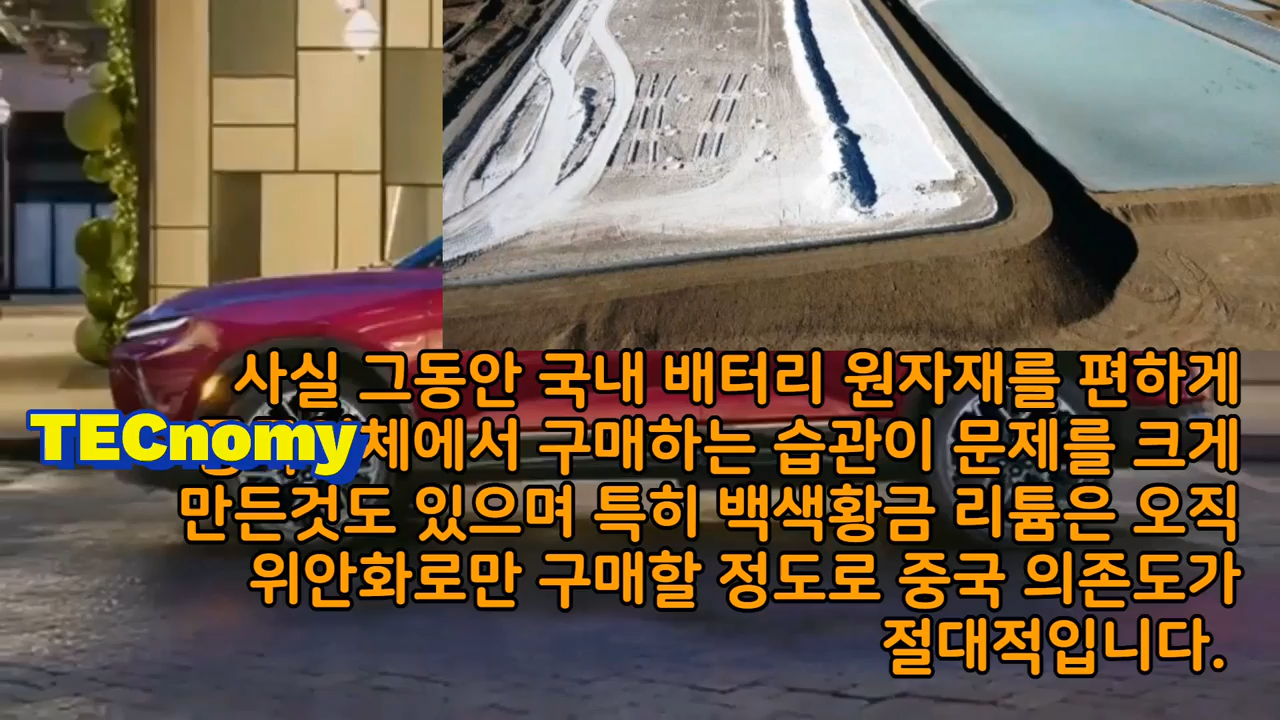 사실 그동안 국내 배터리 원자재를 편하게
TECnomy
체에서 구매하는 습관이 문제를 크게
만든것도 있으며 특히 백색황금 리튬은 오직
위안화로만 구매할 정도로 중국 의존도가
절대적입니다.